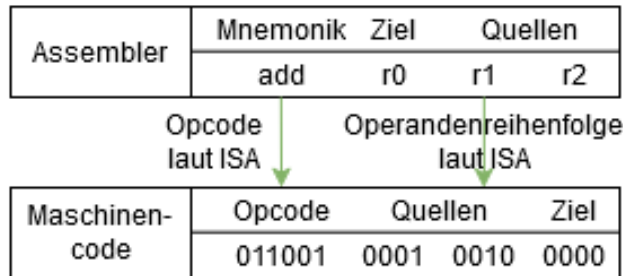 Assembler
Mnemonik Ziel Quellen
add r0 r1 r2
Opcode
laut ISA
Operandenreihenfolge
laut ISA
Maschinen-
code
Opcode Quellen Ziel
011001 0001 0010 0000